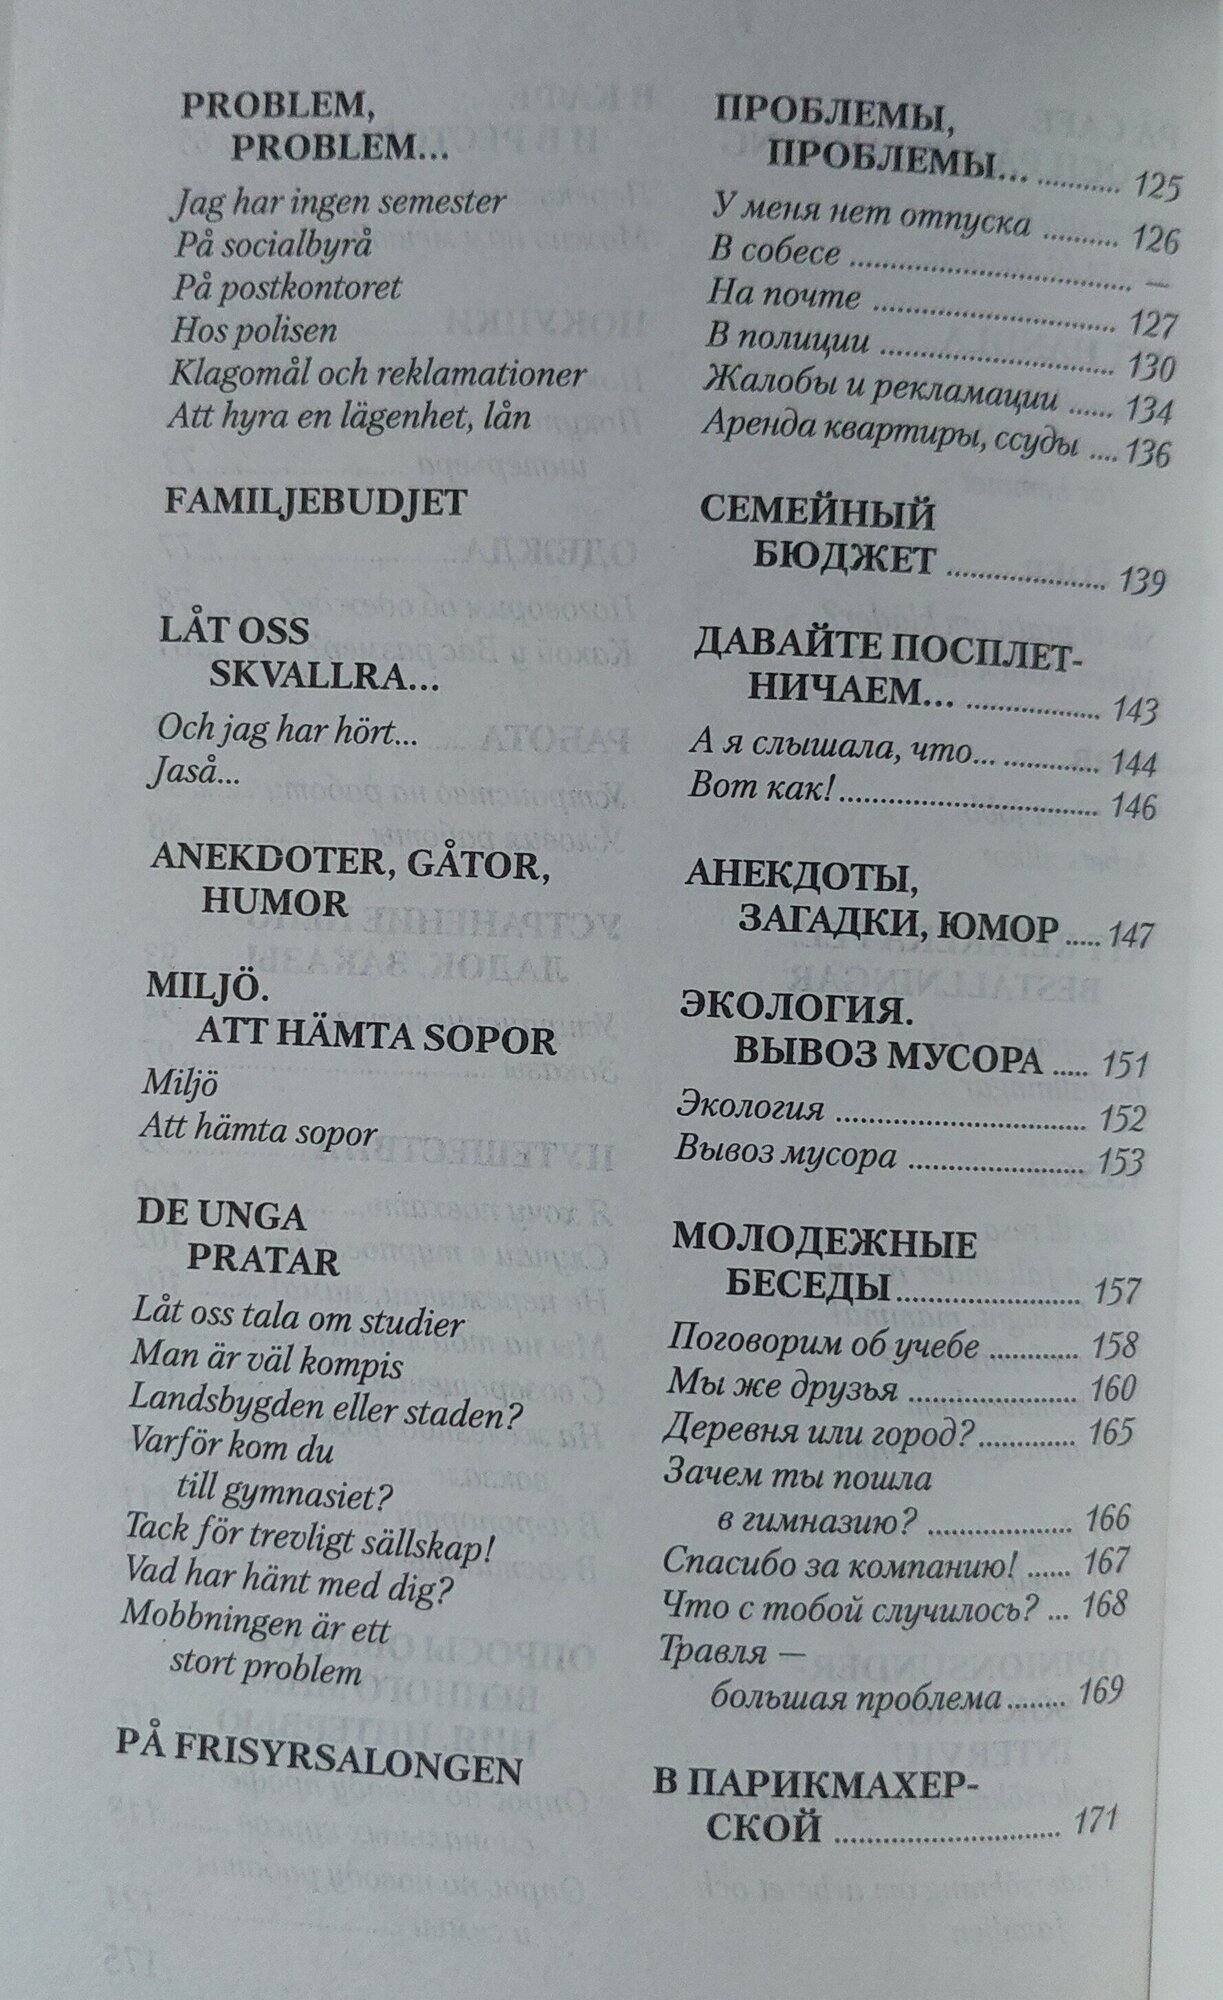 PROBLEM,
PROBLEM...
Jag har ingen semester
På socialbyrå
På postkontoret
Hos polisen
Klagomål och reklamationer
Att hyra en lägenhet, lån
FAMILJEBUDJET
LÅT OSS
SKVALLRA...
Och jag har hört...
Jaså...
ANEKDOTER, GÅTOR,
HUMOR
MILJÖ.
ATT HÄMTA SOPOR
Miljö
Att hämta sopor
DE UNGA
PRATAR
Låt oss tala om studier
Man är väl kompis
Landsbygden eller staden?
Varför kom du
till gymnasiet?
Tack för trevligt sällskap!
Vad har hänt med dig?
Mobbningen är ett
stort problem
PÅ FRISYRSALONGEN
ПРОБЛЕМЫ,
ПРОБЛЕМЫ... .......... 125
У меня нет отпуска .......... 126
В собесе .............................. —
На почте .......................... 127
В полиции ......................... 130
Жалобы и рекламации ...... 134
Аренда квартиры, ссуды .... 136
СЕМЕЙНЫЙ
БЮДЖЕТ .................. 139
ДАВАЙТЕ ПОСПЛЕТ-
НИЧАЕМ... ............... 143
А я слышала, что... .......... 144
Вот как! ............................ 146
АНЕКДОТЫ,
ЗАГАДКИ, ЮМОР ..... 147
ЭКОЛОГИЯ.
ВЫВОЗ МУСОРА ..... 151
Экология ............................ 152
Вывоз мусора .................... 153
МОЛОДЕЖНЫЕ
БЕСЕДЫ ..................... 157
Поговорим об учебе ........... 158
Мы же друзья .................... 160
Деревня или город? ............ 165
Зачем ты пошла
в гимназию? ................. 166
Спасибо за компанию! ...... 167
Что с тобой случилось? ... 168
Травля —
большая проблема ........ 169
В ПАРИКМАХЕР-
СКОЙ ........................... 171